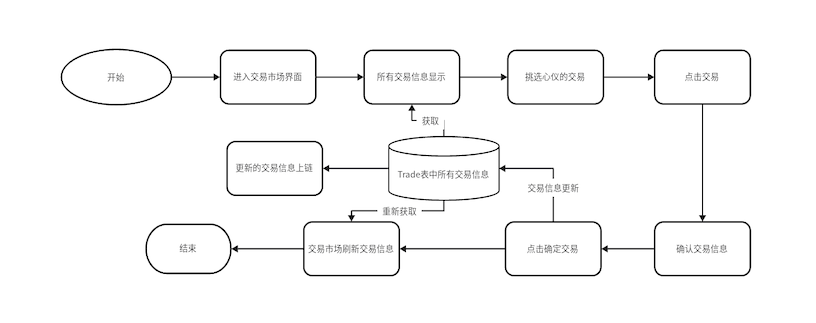 开始
进入交易市场界面
所有交易信息显示
挑选心仪的交易
点击交易
获取
更新的交易信息上链
Trade表中所有交易信息
交易信息更新
重新获取
结束
交易市场刷新交易信息
点击确定交易
确认交易信息